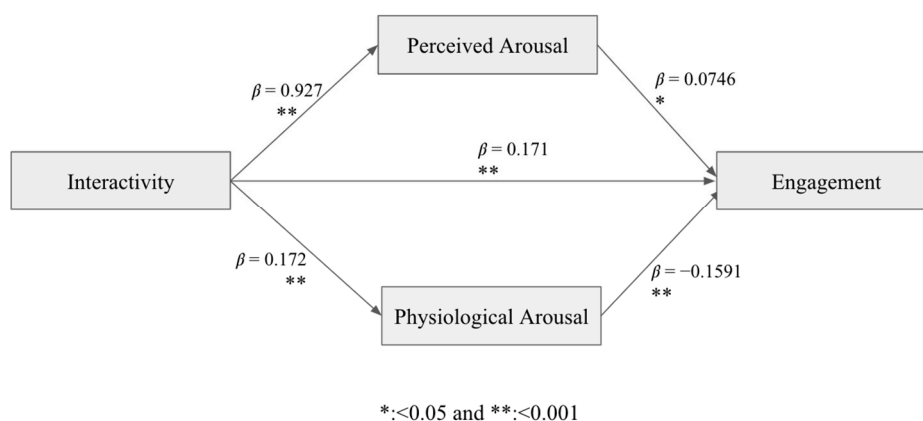 Perceived Arousal
β = 0.927
**
β = 0.0746
*
Interactivity
β = 0.171
**
Engagement
β = 0.172
**
β = −0.1591
**
Physiological Arousal
*:<0.05 and **:<0.001